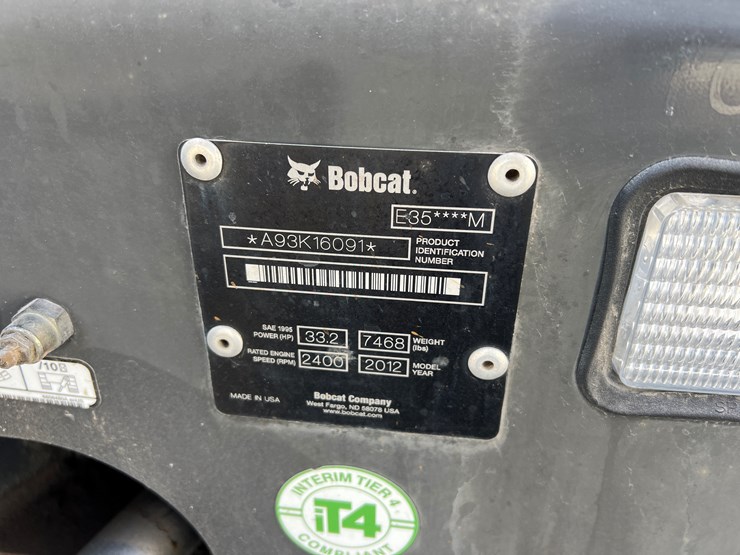 Bobcat.
E35****M
*A93K16091*
PRODUCT
IDENTIFICATION
NUMBER
SAE 1995
POWER (HP)
33.2
7468
WEIGHT
(lbs)
RATED ENGINE
SPEED (RPM)
2400
2012
MODEL
YEAR
MADE IN USA
Bobcat Company
West Fargo, ND 58078 USA
www.bobcat.com
/10B
INTERIM TIER 4
iT4
COMPLIANT